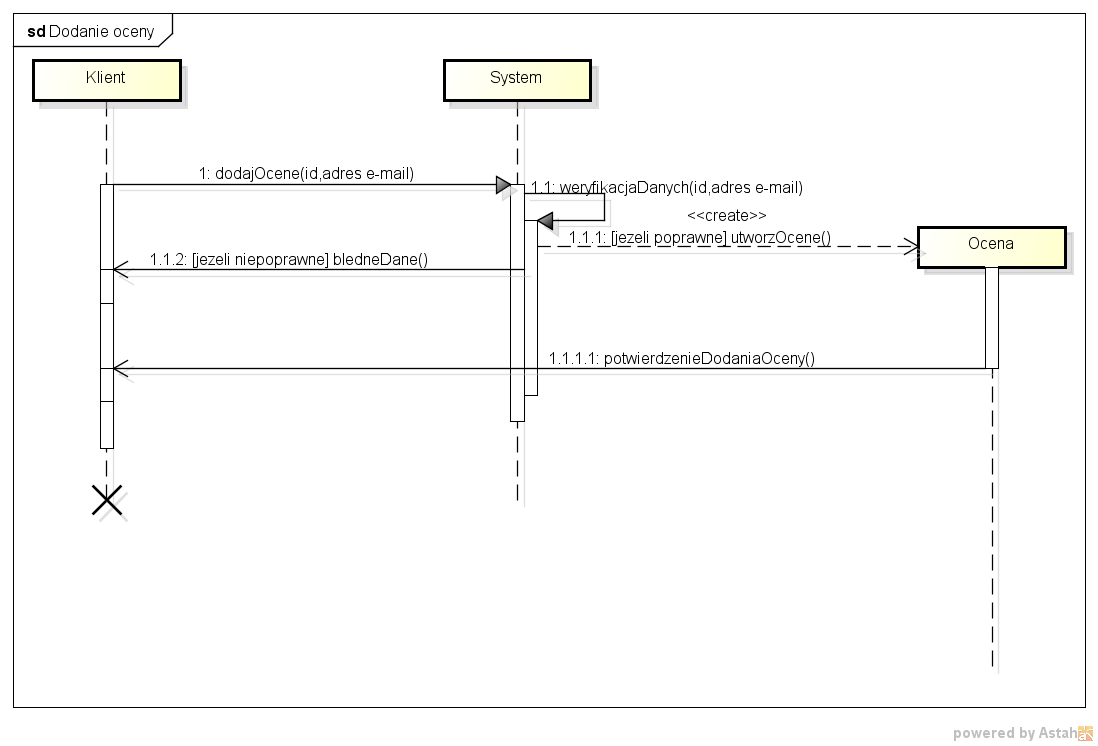 sd Dodanie oceny
Klient
System
1: dodajOcene(id,adres e-mail)
1.1: weryfikacjaDanych(id,adres e-mail)
<<create>>
1.1.1: [jezeli poprawne] utworzOcene()
Ocena
1.1.2: [jezeli niepoprawne] bledneDane()
1.1.1.1: potwierdzenieDodaniaOceny()
powered by Astah